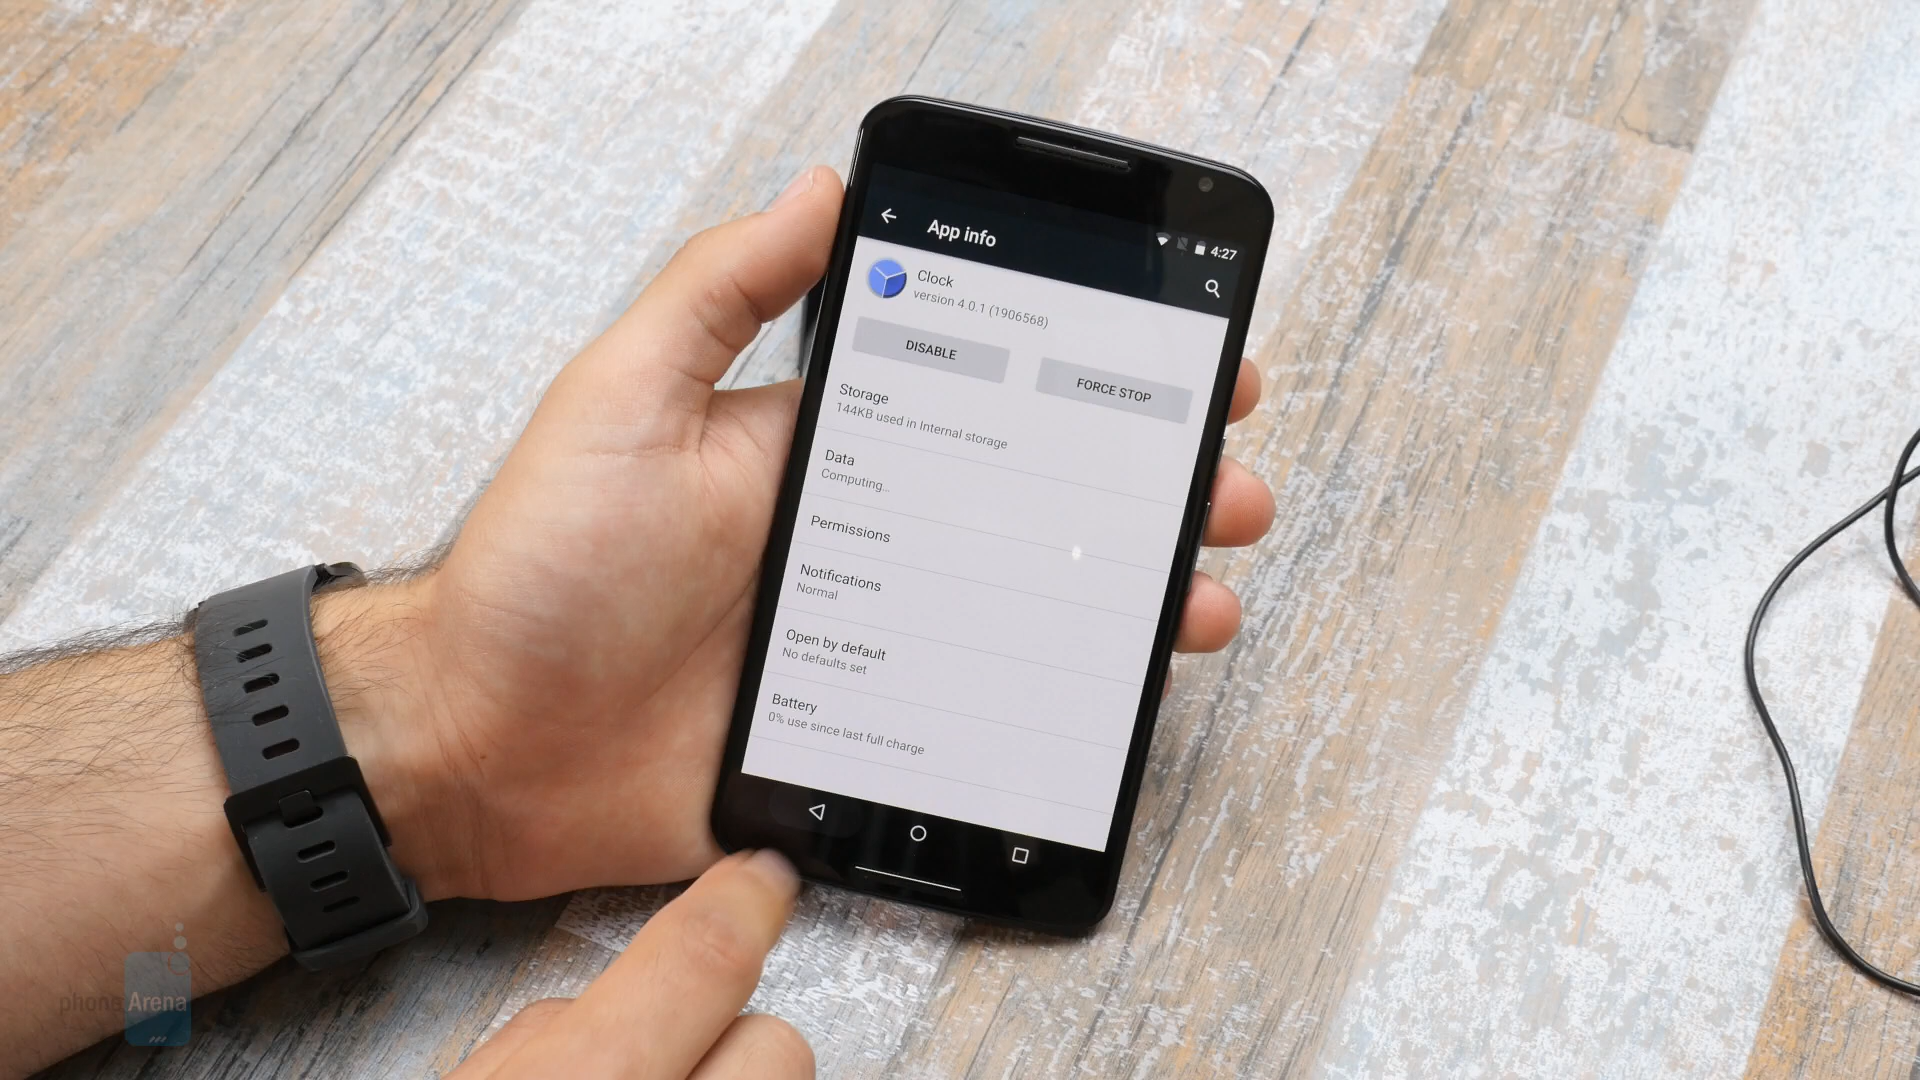 4:27
App info
Clock
version 4.0.1 (1906568)
DISABLE
FORCE STOP
Storage
144KB used in Internal storage
Data
Computing...
Permissions
Notifications
Normal
Open by default
No defaults set
Battery
0% use since last full charge
phoneArena